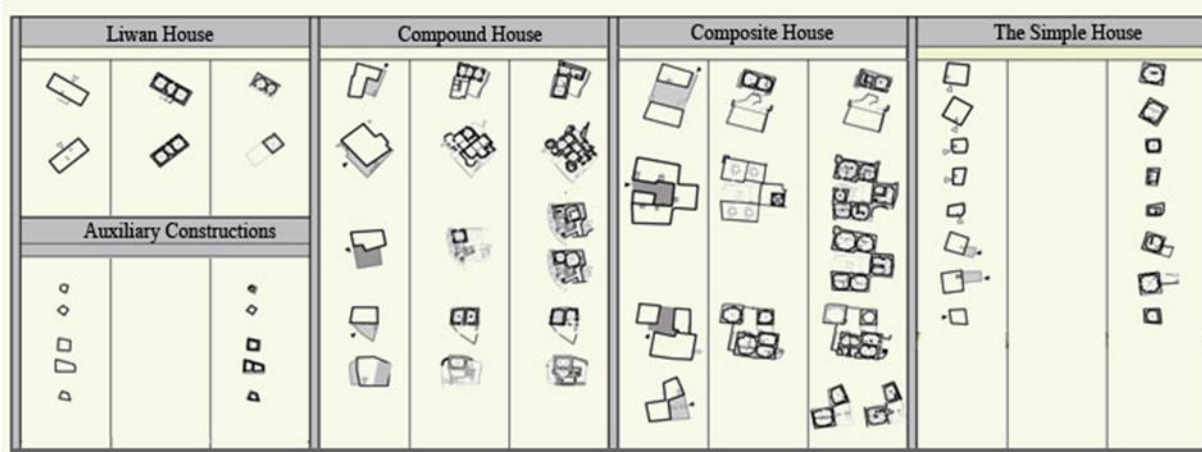 Liwan House
Compound House
Composite House
The Simple House
Auxiliary Constructions